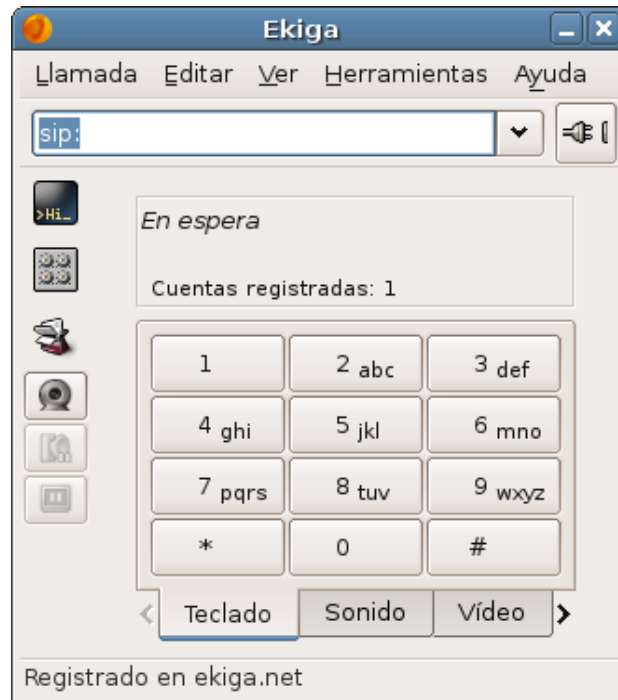 Ekiga
Llamada Editar Ver Herramientas Ayuda
sip:
>Hi_
En espera
Cuentas registradas: 1
1 2 abc 3 def
4 ghi 5 jkl 6 mno
7 pqrs 8 tuv 9 wxyz
* 0 #
Teclado Sonido Vídeo
Registrado en ekiga.net